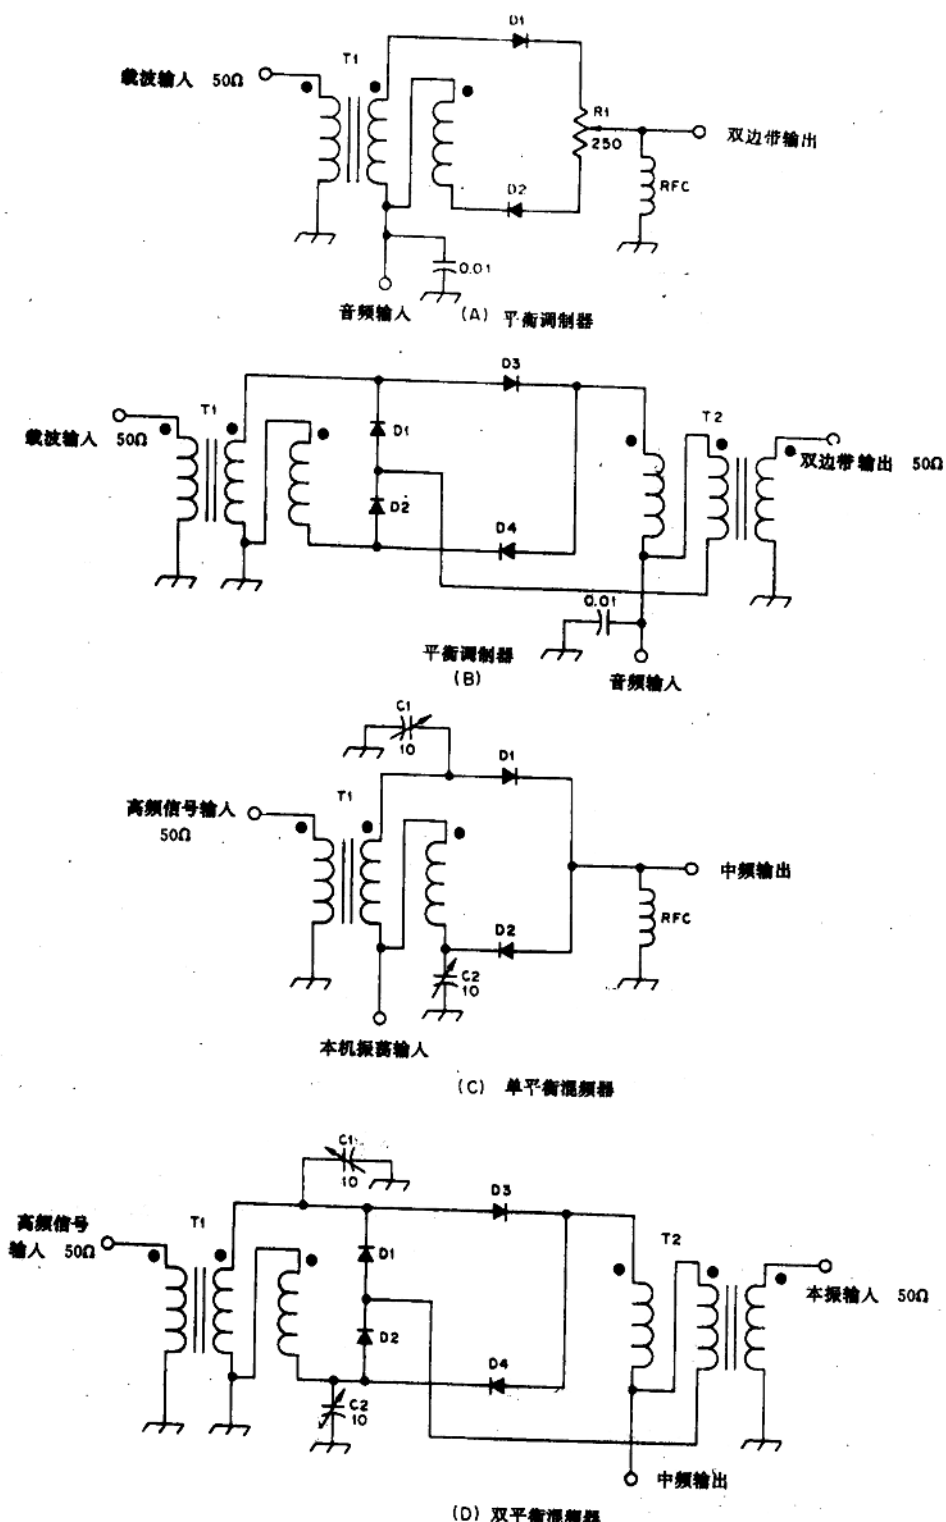 D1
T1
载波输入 50Ω
R1
250
双边带输出
D2
RFC
0.01
音频输入
(A) 平衡调制器
D3
T1
T2
载波输入 50Ω
D1
双边带输出 50Ω
D2
D4
0.01
平衡调制器
(B)
音频输入
C1
10
D1
T1
高频信号输入
50Ω
中频输出
RFC
D2
C2
10
本机振荡输入
(C) 单平衡混频器
C1
10
D3
高频信号
输入 50Ω
T1
T2
D1
本振输入 50Ω
D2
D4
C2
10
中频输出
(D) 双平衡混频器